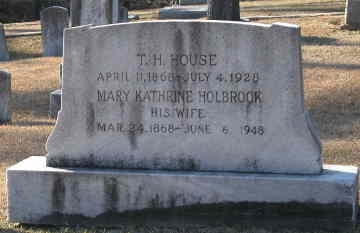 T. H. HOUSE
APRIL 11, 1868 - JULY 4, 1928
MARY KATHRINE HOLBROOK
HIS WIFE
MAR. 24, 1868 - JUNE 6, 1948